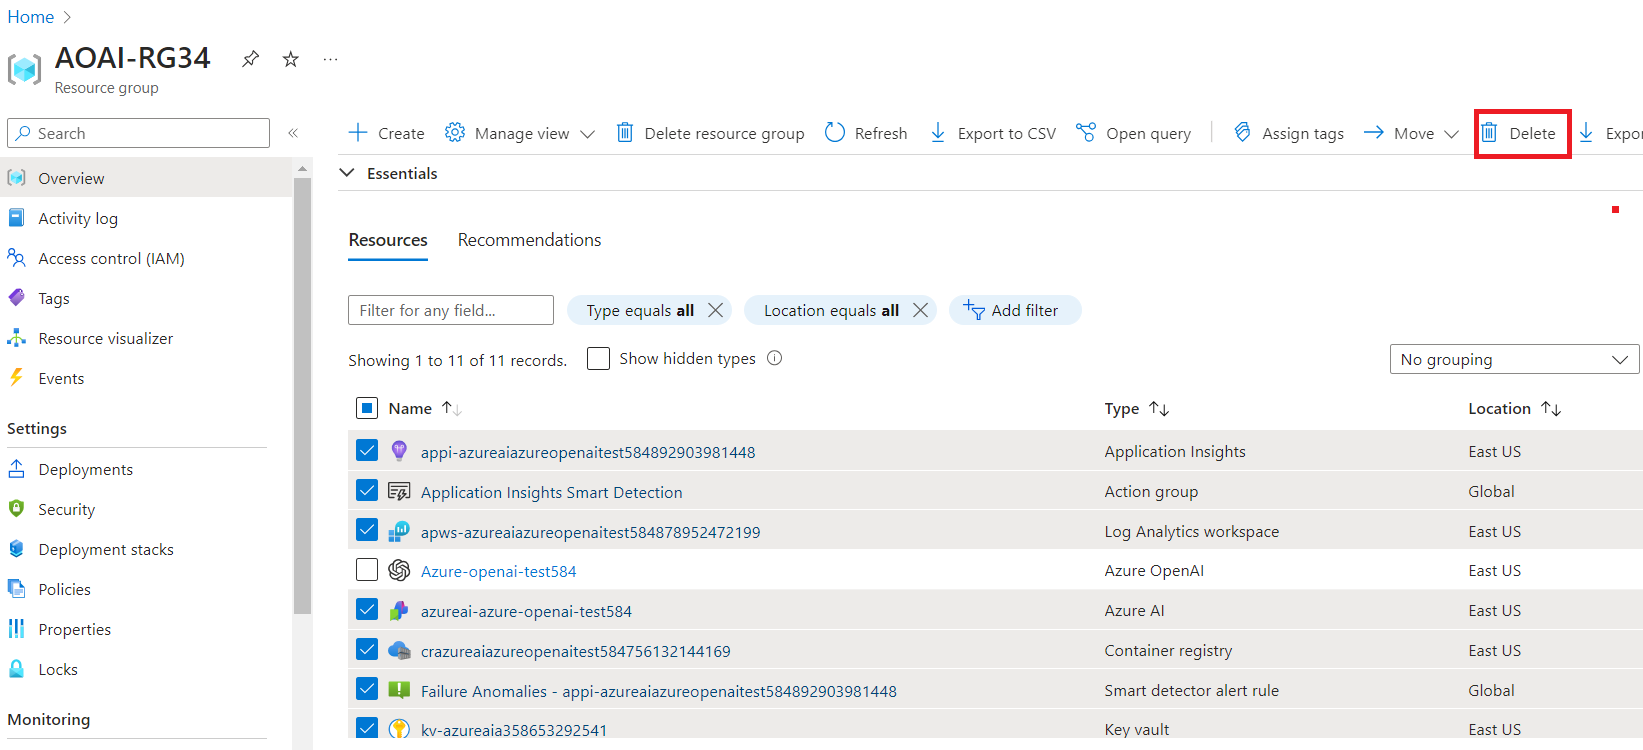 Home
AOAI-RG34
Resource group
Search
Create Manage view Delete resource group Refresh Export to CSV Open query Assign tags Move Delete Expor
Essentials
Overview
Activity log
Access control (IAM)
Tags
Resource visualizer
Events
Settings
Deployments
Security
Deployment stacks
Policies
Properties
Locks
Monitoring
Resources Recommendations
Filter for any field... Type equals all Location equals all Add filter
Showing 1 to 11 of 11 records. Show hidden types No grouping
Name Type Location
appi-azureaiazureopenaitest584892903981448 Application Insights East US
Application Insights Smart Detection Action group Global
apws-azureaiazureopenaitest584878952472199 Log Analytics workspace East US
Azure-openai-test584 Azure OpenAI East US
azureai-azure-openai-test584 Azure AI East US
crazureaiazureopenaitest584756132144169 Container registry East US
Failure Anomalies - appi-azureaiazureopenaitest584892903981448 Smart detector alert rule Global
kv-azureaia358653292541 Key vault East US